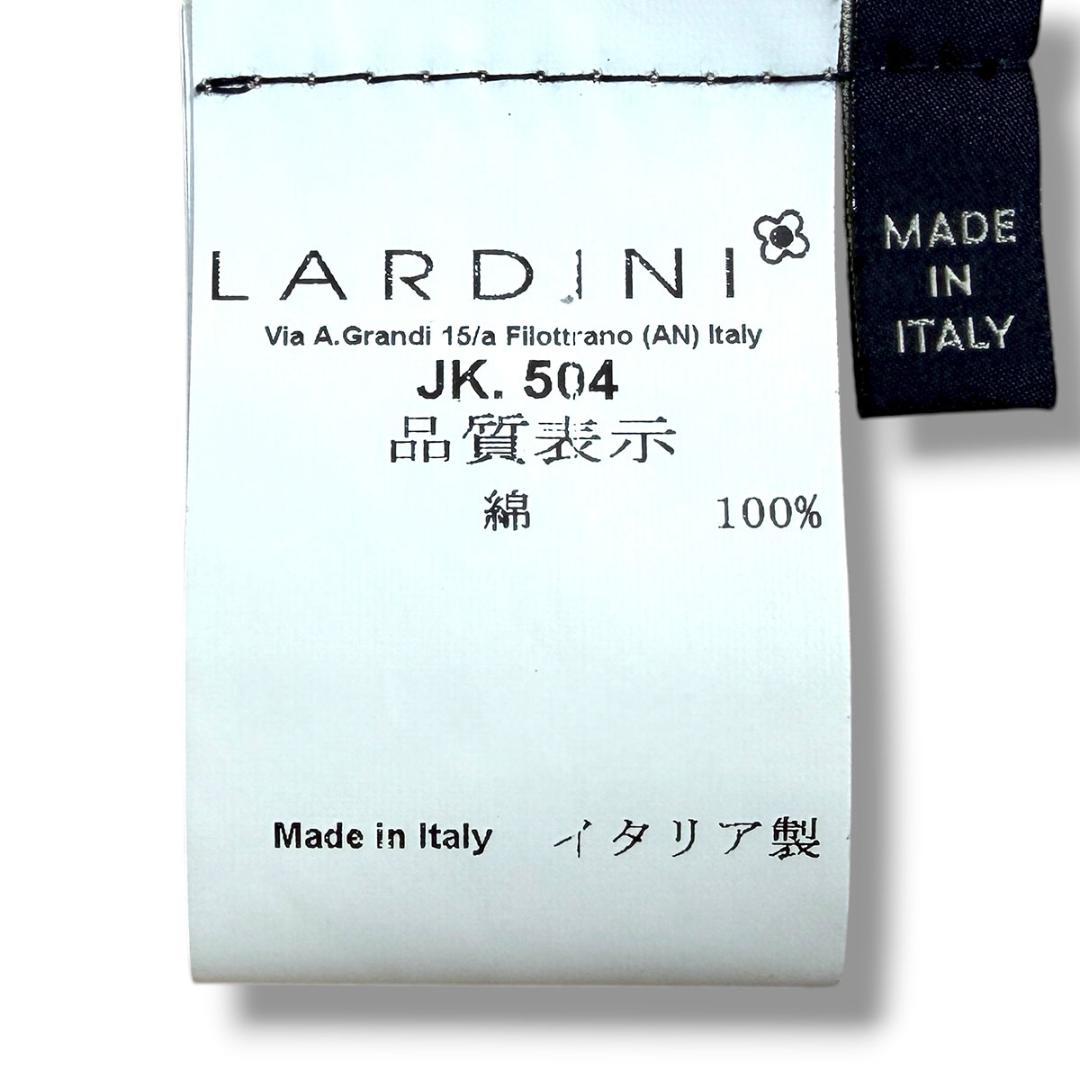 LARDINI
Via A.Grandi 15/a Filottrano (AN) Italy
JK. 504
品質表示
綿 100%
Made in Italy イタリア製
MADE
IN
ITALY